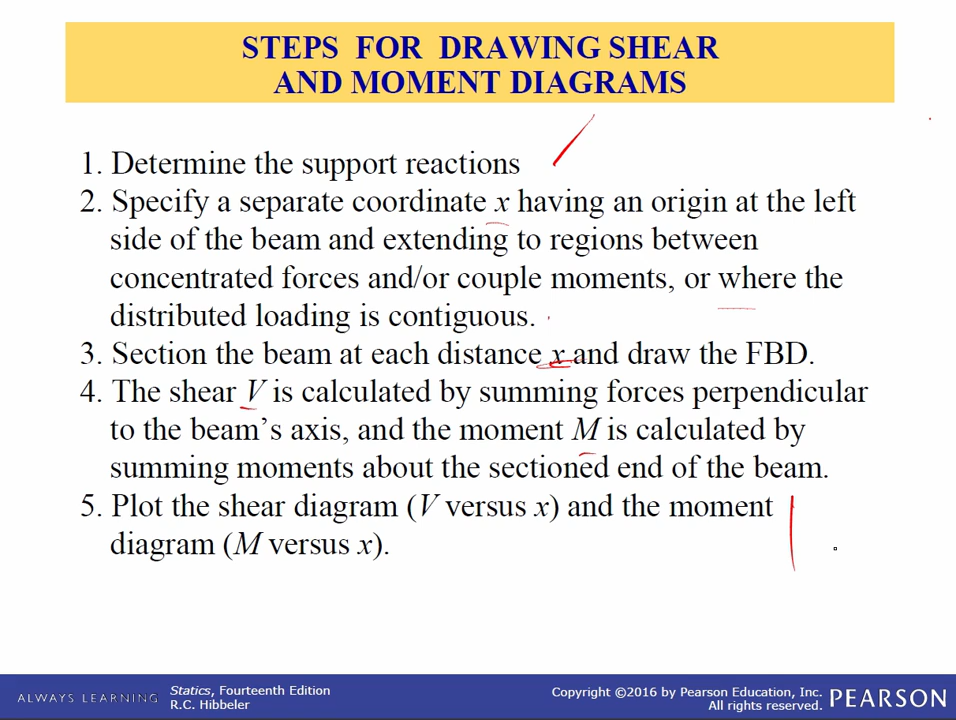 STEPS FOR DRAWING SHEAR
AND MOMENT DIAGRAMS
1. Determine the support reactions
2. Specify a separate coordinate x having an origin at the left
side of the beam and extending to regions between
concentrated forces and/or couple moments, or where the
distributed loading is contiguous.
3. Section the beam at each distance x and draw the FBD.
4. The shear V is calculated by summing forces perpendicular
to the beam’s axis, and the moment M is calculated by
summing moments about the sectioned end of the beam.
5. Plot the shear diagram (V versus x) and the moment
diagram (M versus x).
ALWAYS LEARNING
Statics, Fourteenth Edition
R.C. Hibbeler
Copyright ©2016 by Pearson Education, Inc.
All rights reserved.
PEARSON